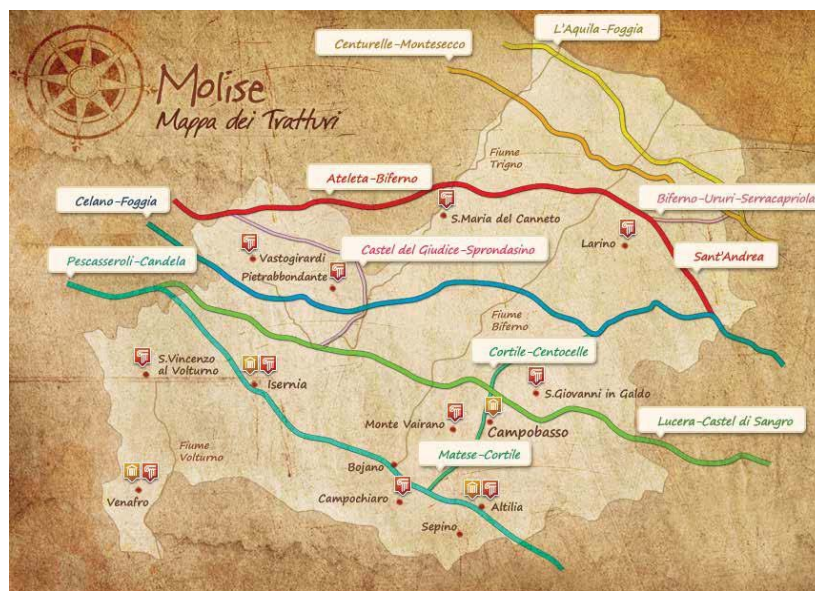 L'Aquila-Foggia
Centurelle-Montesecco
Molise
Mappa dei Tratturi
Fiume
Trigno
Ateleta-Biferno
Celano-Foggia
Biferno-Ururi-Serracapriola
S.Maria del Canneto
Larino
Castel del Giudice-Sprondasino
Sant'Andrea
Pescasseroli-Candela
Vastogirardi
Pietrabbondante
Fiume
Biferno
Cortile-Centocelle
S.Vincenzo
al Volturno
Isernia
S.Giovanni in Galdo
Lucera-Castel di Sangro
Monte Vairano
Campobasso
Fiume
Volturno
Matese-Cortile
Bojano
Venafro
Campochiaro
Altilia
Sepino